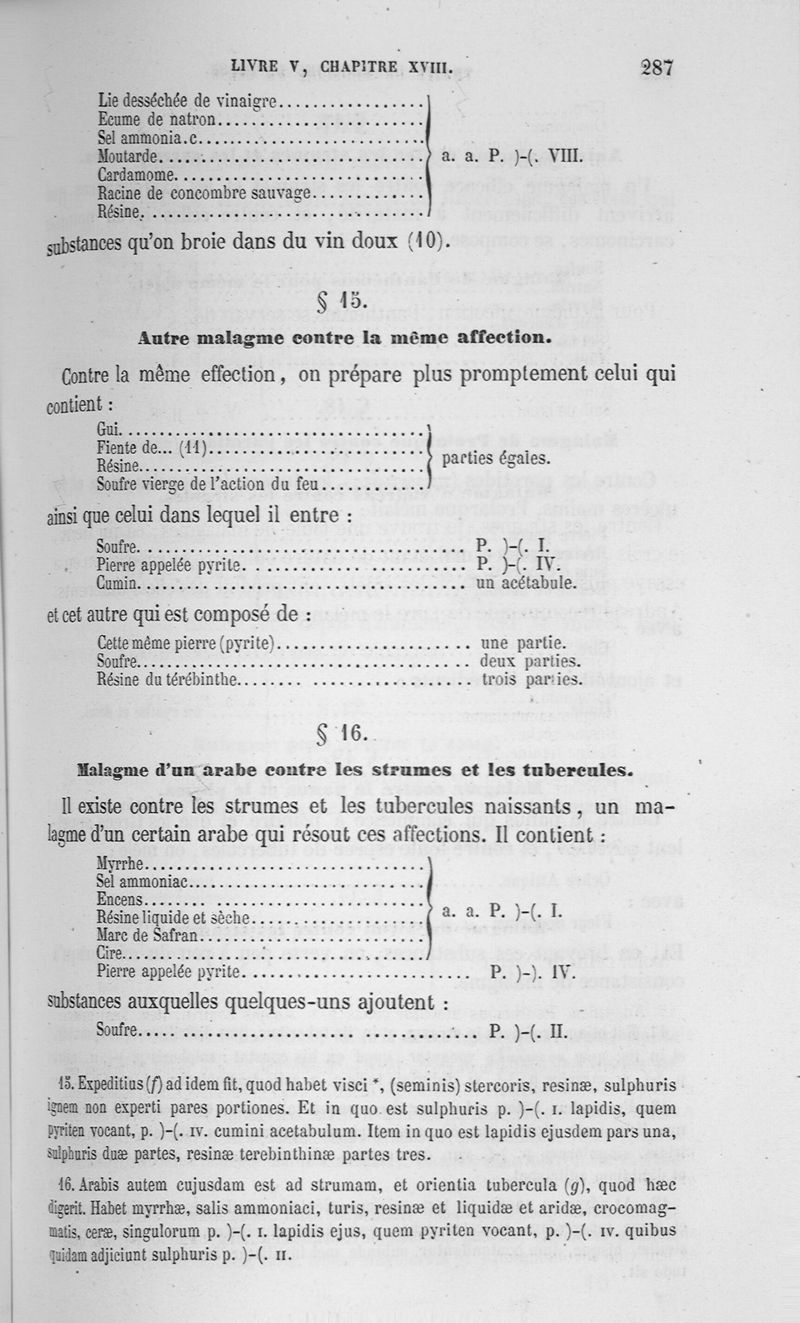 LIVRE V, CHAPITRE XVIII. 287
Lie desséchée de vinaigre.................
Ecume de natron.........................
Sel ammonia.c...........................
Moutarde................................ a. a. P. )-(. VIII.
Cardamome..............................
Racine de concombre sauvage.............
Résine..................................
substances qu'on broie dans du vin doux (10).
§ 15.
Autre malagme contre la même affection.
Contre la même effection, on prépare plus promptement celui qui
contient :
Gui.....................................
Fiente de... (11)..........................
Résine.................................. parties égales.
Soufre vierge de l'action du feu.............
ainsi que celui dans lequel il entre :
Soufre........................................ P. )-(. I.
Pierre appelée pyrite........................... P. )-(. IV.
Cumin........................................ un acétabule.
et cet autre qui est composé de :
Cette même pierre (pyrite)....................... une partie.
Soufre........................................ deux parties.
Résine du térébinthe............................ trois parties.
§ 16.
Malagme d'un arabe contre les strumes et les tubercules.
Il existe contre les strumes et les tubercules naissants, un ma-
lagme d'un certain arabe qui résout ces affections. Il contient :
Myrrhe..................................
Sel ammoniac.............................
Encens..................................
Résine liquide et sèche..................... a. a. P. )-(. I.
Marc de Safran...........................
Cire....................................
Pierre appelée pyrite............................ P. )-). IV.
substances auxquelles quelques-uns ajoutent :
Soufre........................................ P. )-(. II.
15. Expeditius (f) ad idem fit, quod habet visci *, (seminis) stercoris, resinæ, sulphuris
ignem non experti pares portiones. Et in quo est sulphuris p. )-(. I. lapidis, quem
pyriten vocant, p. )-(. IV. cumini acetabulum. Item in quo est lapidis ejusdem pars una,
sulphuris duæ partes, resinæ terebinthinæ partes tres.
16. Arabis autem cujusdam est ad strumam, et orientia tubercula (g), quod hæc
digerit. Habet myrrhæ, salis ammoniaci, turis, resinæ et liquidæ et aridæ, crocomag-
matis, ceræ, singulorum p. )-(. I. lapidis ejus, quem pyriten vocant, p. )-(. IV. quibus
quidam adjiciunt sulphuris p. )-(. II.